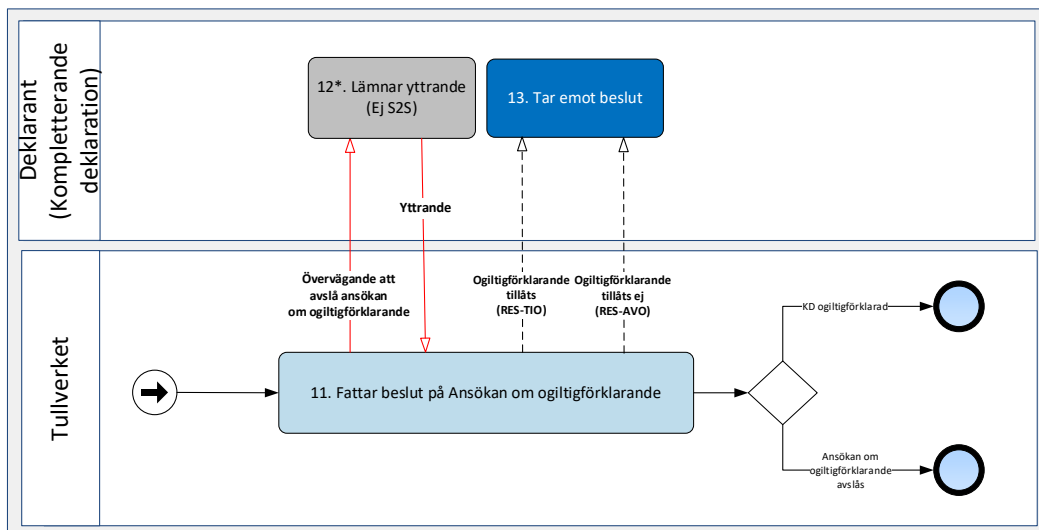 Deklarant
(Kompletterande
deklaration)
12*. Lämnar yttrande
(Ej S2S)
13. Tar emot beslut
Yttrande
Tullverket
Övervägande att
avslå ansökan
om ogiltigförklarande
Ogiltigförklarande
tillåts
(RES-TIO)
Ogiltigförklarande
tillåts ej
(RES-AVO)
11. Fattar beslut på Ansökan om ogiltigförklarande
KD ogiltigförklarad
Ansökan om
ogiltigförklarande
avslås